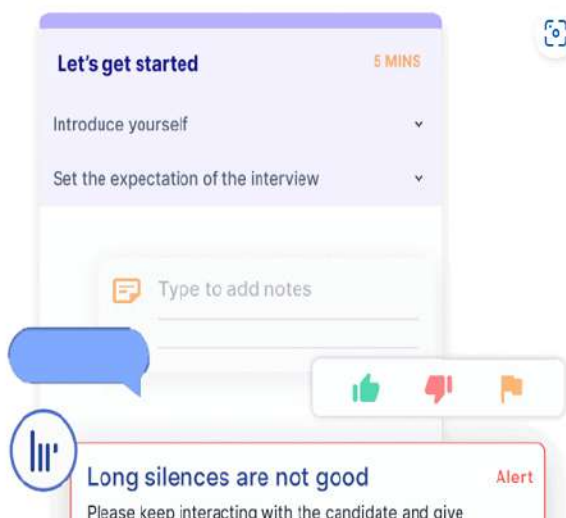 Let's get started
5 MINS
Introduce yourself
Set the expectation of the interview
Type to add notes
Long silences are not good
Alert
Please keep interacting with the candidate and give